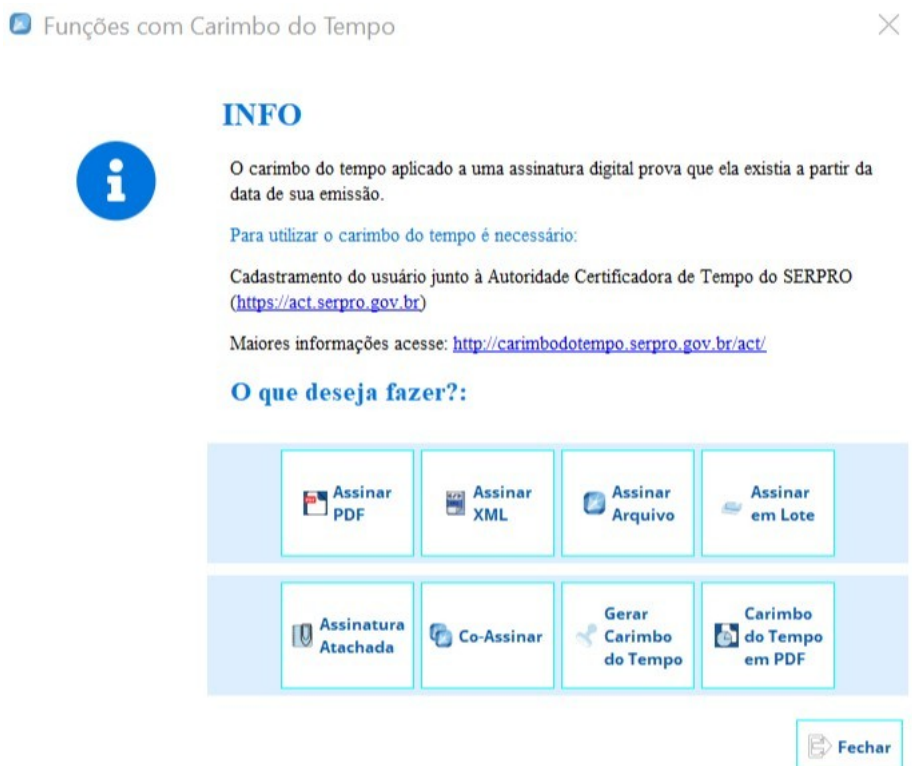 Funções com Carimbo do Tempo
INFO
O carimbo do tempo aplicado a uma assinatura digital prova que ela existia a partir da
data de sua emissão.
Para utilizar o carimbo do tempo é necessário:
Cadastramento do usuário junto à Autoridade Certificadora de Tempo do SERPRO
(https://act.serpro.gov.br)
Maiores informações acesse: http://carimbodotempo.serpro.gov.br/act/
O que deseja fazer?:
Assinar
PDF
Assinar
XML
Assinar
Arquivo
Assinar
em Lote
Assinatura
Atachada
Co-Assinar
Gerar
Carimbo
do Tempo
Carimbo
do Tempo
em PDF
Fechar